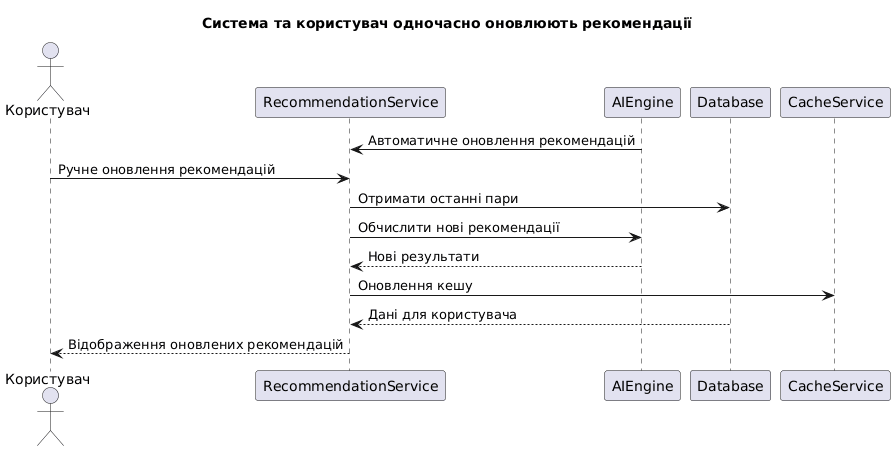 Система та користувач одночасно оновлюють рекомендації
Користувач
RecommendationService
AIEngine
Database
CacheService
Автоматичне оновлення рекомендацій
Ручне оновлення рекомендацій
Отримати останні пари
Обчислити нові рекомендації
Нові результати
Оновлення кешу
Дані для користувача
Відображення оновлених рекомендацій
Користувач
RecommendationService
AIEngine
Database
CacheService